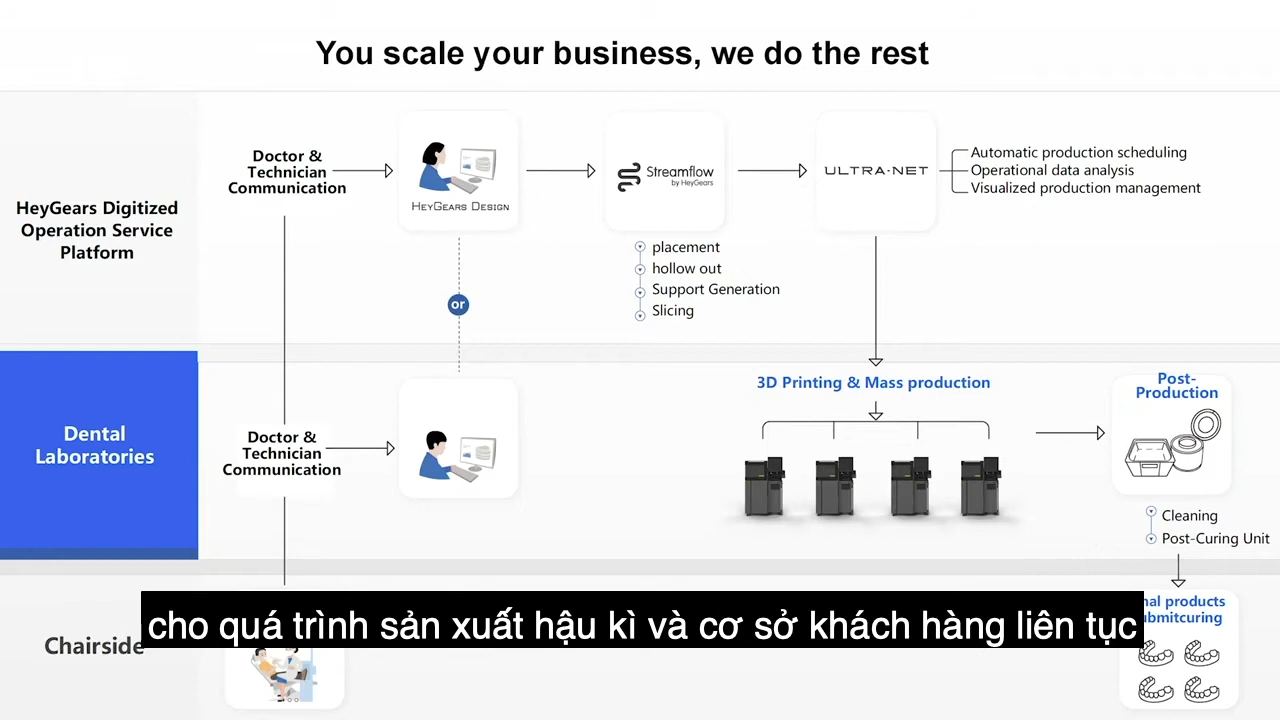 You scale your business, we do the rest
HeyGears Digitized
Operation Service
Platform
Doctor &
Technician
Communication
HEYGEARS DESIGN
Streamflow
by HeyGears
placement
hollow out
Support Generation
Slicing
ULTRA-NET
Automatic production scheduling
Operational data analysis
Visualized production management
or
Dental
Laboratories
Doctor &
Technician
Communication
3D Printing & Mass production
Post-
Production
Cleaning
Post-Curing Unit
Chairside
products
cho quá trình sản xuất hậu kì và cơ sở khách hàng liên tục